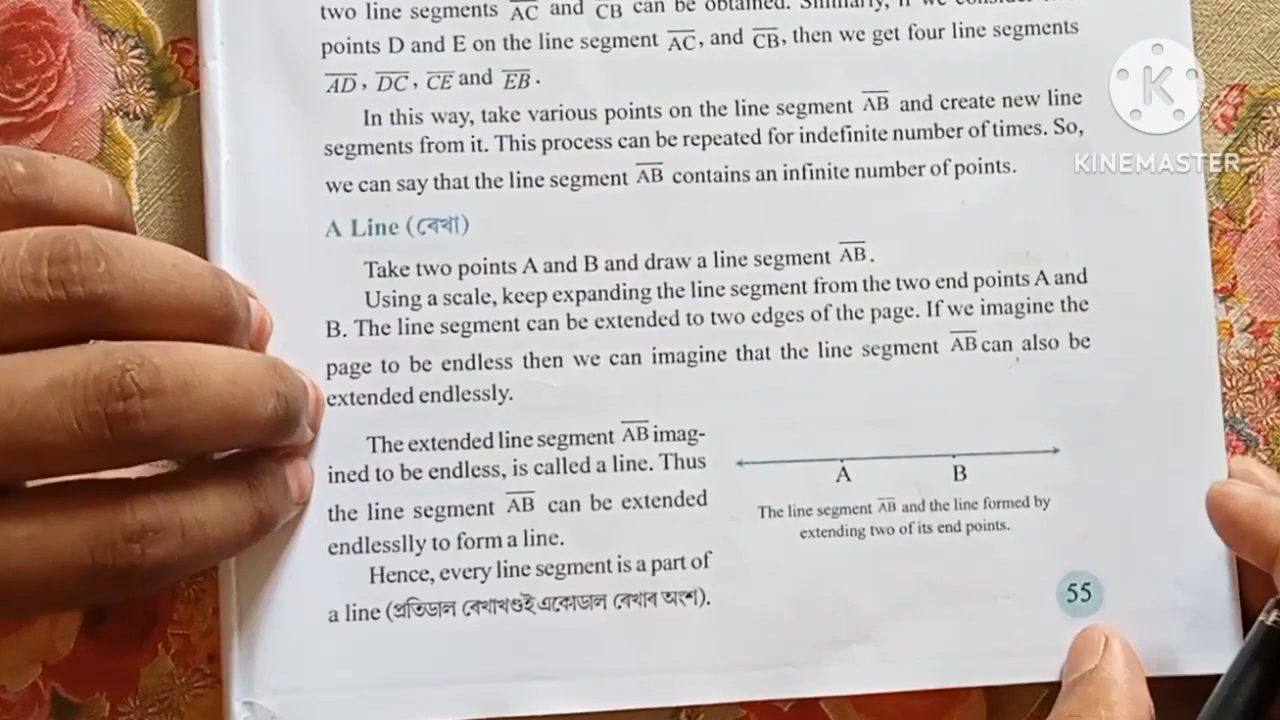 two line segments AC and CB can be obtained. Similarly, if we consider
points D and E on the line segment AC, and CB, then we get four line segments
AD, DC, CE and EB.
In this way, take various points on the line segment AB and create new line
segments from it. This process can be repeated for indefinite number of times. So,
we can say that the line segment AB contains an infinite number of points.
A Line (ৰেখা)
Take two points A and B and draw a line segment AB.
Using a scale, keep expanding the line segment from the two end points A and
B. The line segment can be extended to two edges of the page. If we imagine the
page to be endless then we can imagine that the line segment AB can also be
extended endlessly.
The extended line segment AB imag-
ined to be endless, is called a line. Thus
the line segment AB can be extended
endlesslly to form a line.
Hence, every line segment is a part of
a line (প্ৰতিডাল ৰেখাখণ্ডই একোডাল ৰেখাৰ অংশ).
A B
The line segment AB and the line formed by
extending two of its end points.
55
K
KINEMASTER